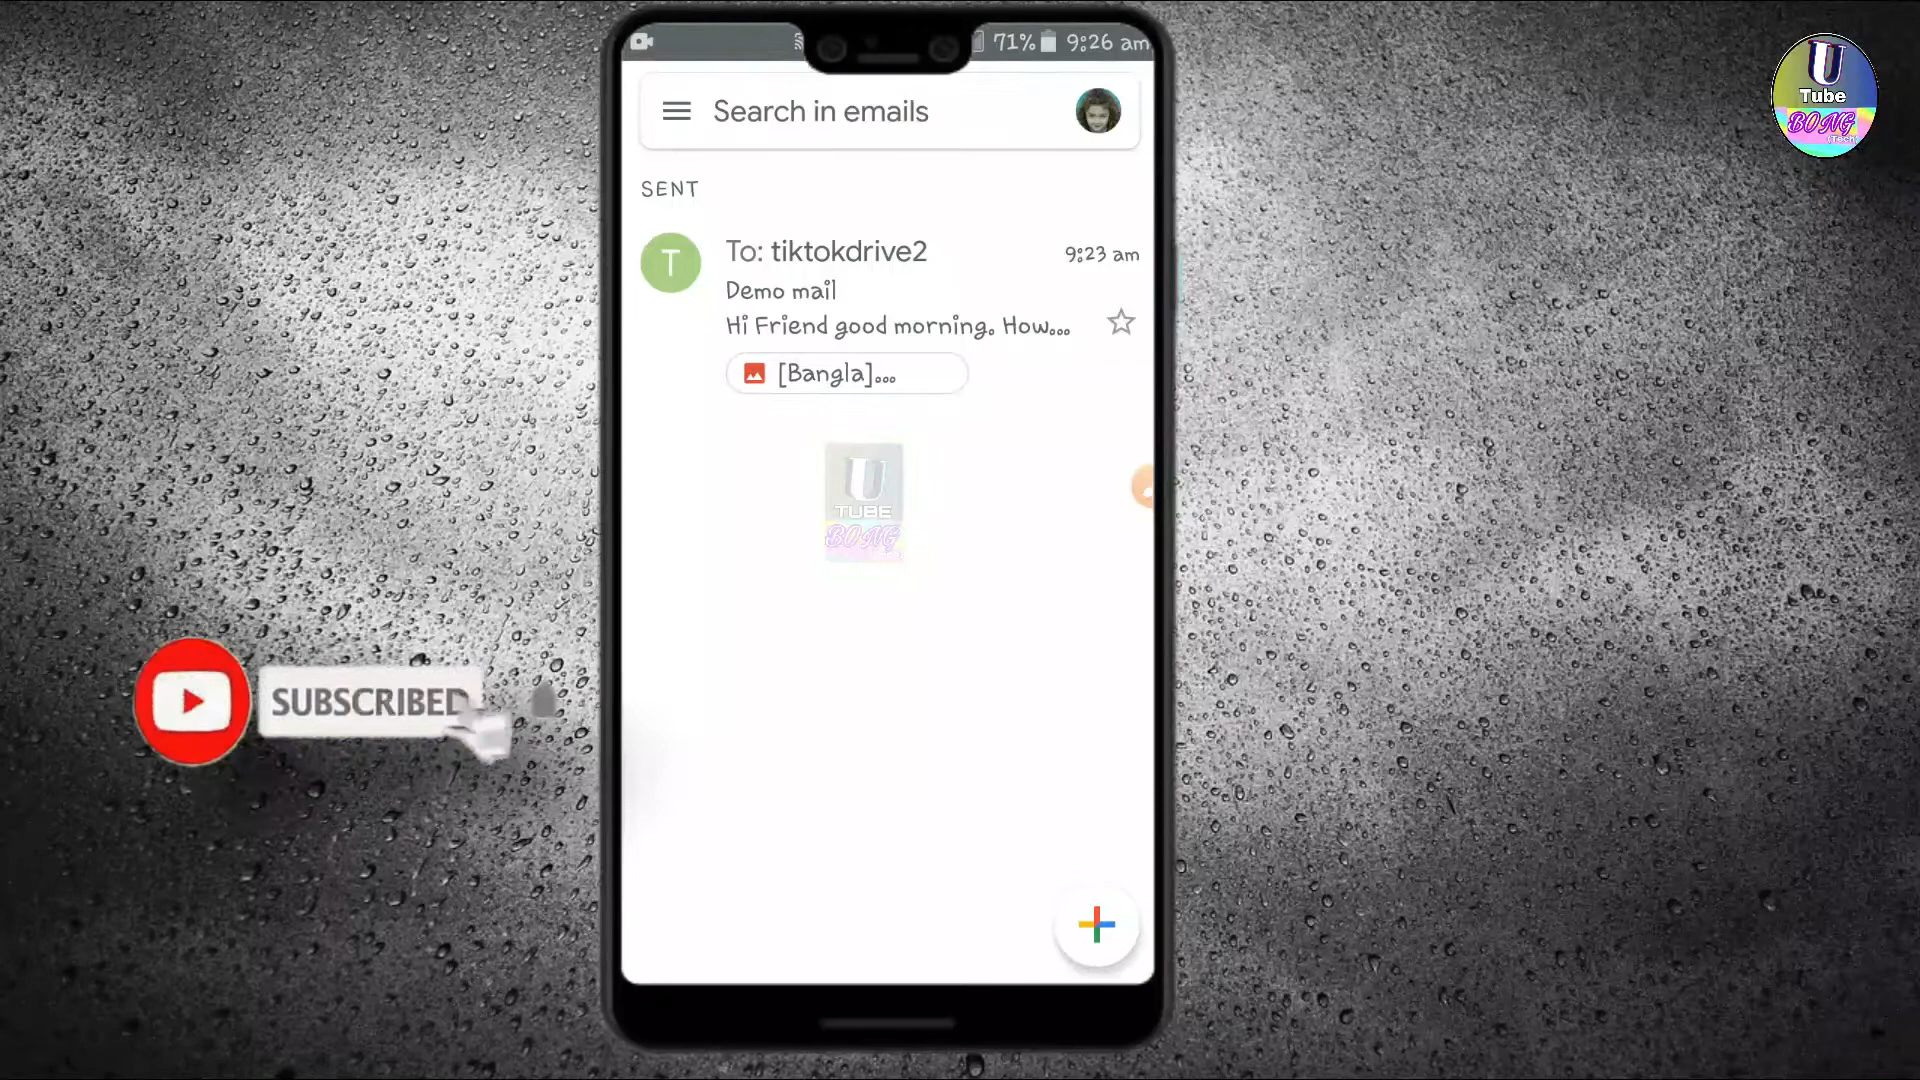 71% 9:26 am
Search in emails
SENT
T
To: tiktokdrive2
9:23 am
Demo mail
Hi Friend good morning. How...
[Bangla]...
U
TUBE
BONG
SUBSCRIBED
U
Tube
BONG